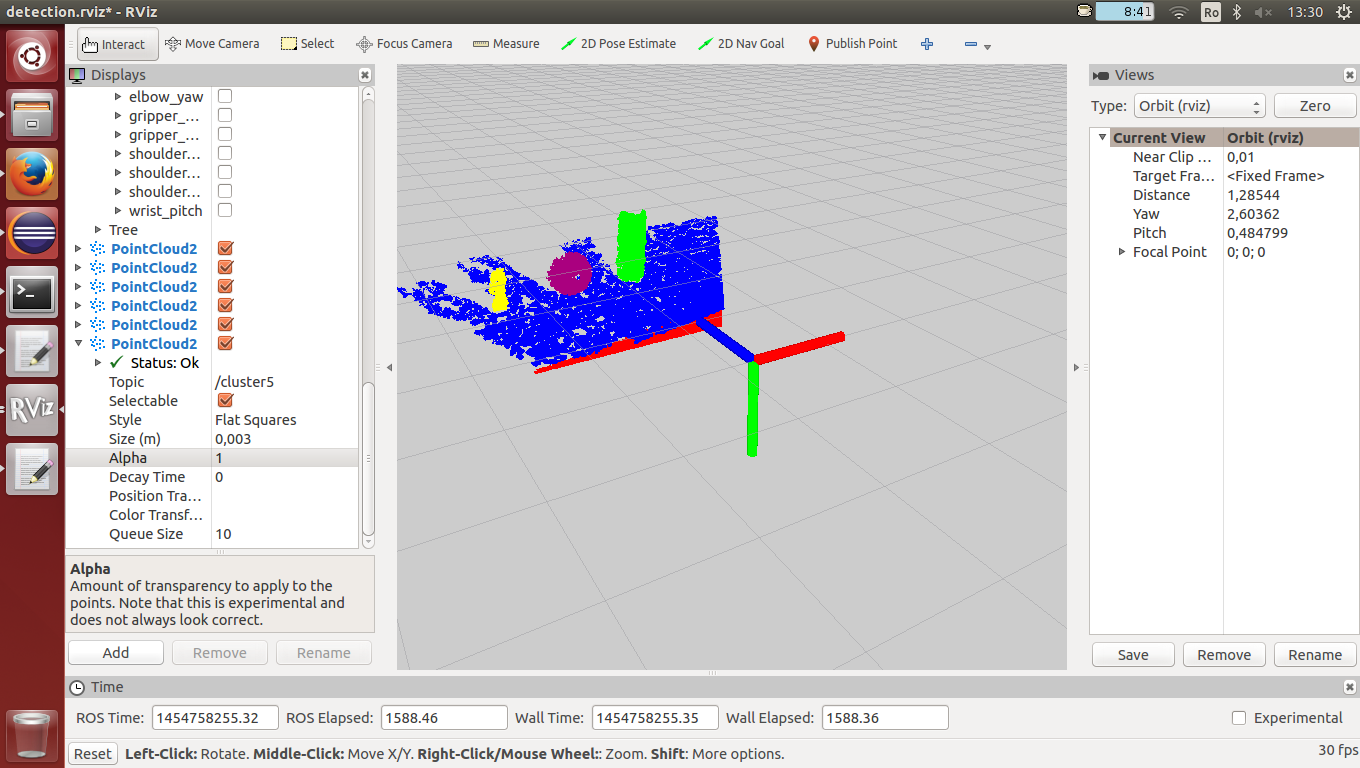 detection.rviz* - RViz
8:41
Ro
13:30
Interact
Move Camera
Select
Focus Camera
Measure
2D Pose Estimate
2D Nav Goal
Publish Point
Displays
elbow_yaw
gripper_...
gripper_...
shoulder...
shoulder...
shoulder...
wrist_pitch
Tree
PointCloud2
PointCloud2
PointCloud2
PointCloud2
PointCloud2
PointCloud2
Status: Ok
Topic /cluster5
Selectable
Style Flat Squares
Size (m) 0,003
Alpha 1
Decay Time 0
Position Tra...
Color Transf...
Queue Size 10
Alpha
Amount of transparency to apply to the
points. Note that this is experimental and
does not always look correct.
Add Remove Rename
Views
Type: Orbit (rviz) Zero
Current View Orbit (rviz)
Near Clip ... 0,01
Target Fra... <Fixed Frame>
Distance 1,28544
Yaw 2,60362
Pitch 0,484799
Focal Point 0; 0; 0
Save Remove Rename
RViz
Time
ROS Time: 1454758255.32 ROS Elapsed: 1588.46 Wall Time: 1454758255.35 Wall Elapsed: 1588.36 Experimental
Reset Left-Click: Rotate. Middle-Click: Move X/Y. Right-Click/Mouse Wheel:: Zoom. Shift: More options. 30 fps